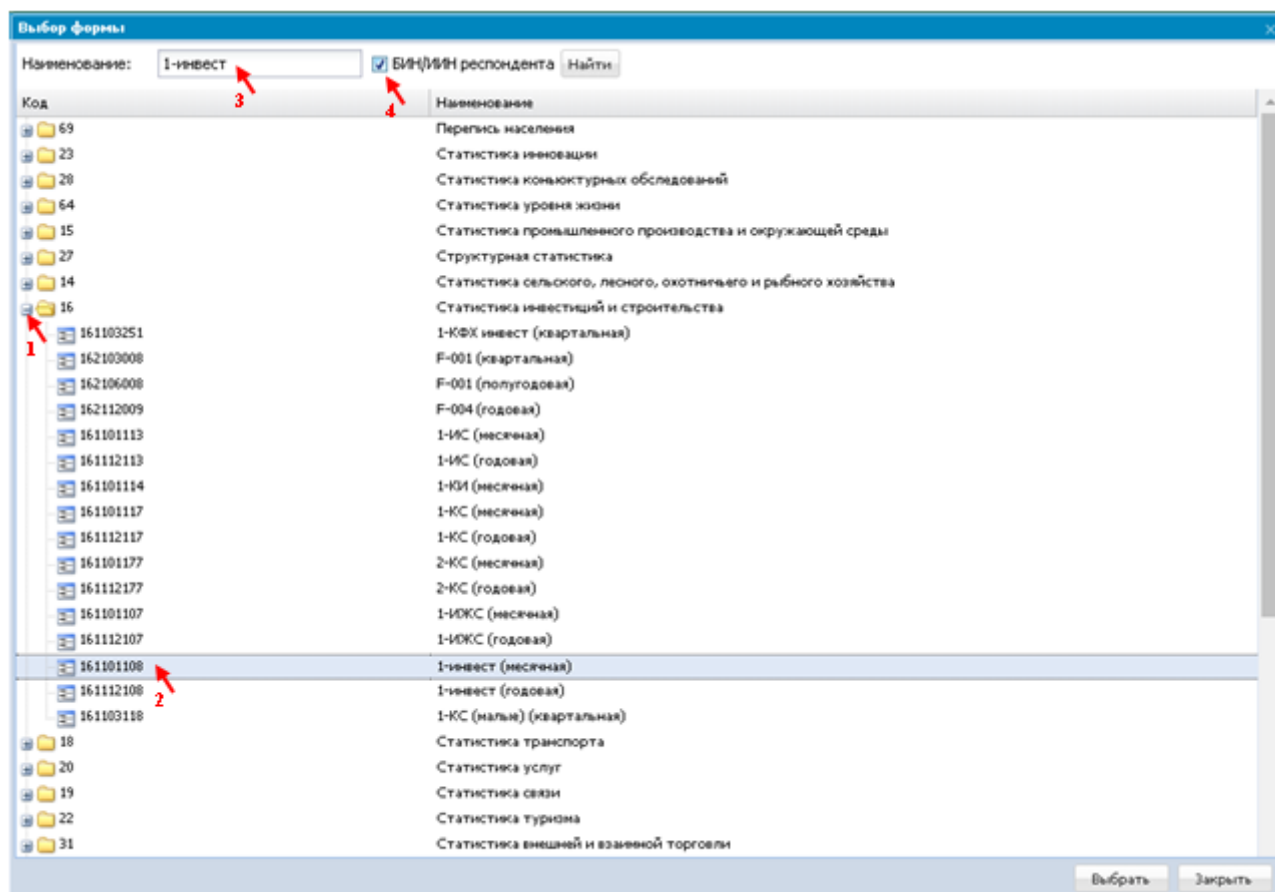 Выбор формы
Наименование: 1-инвест БИН/ИИН респондента Найти
3 4
Код Наименование
69 Перепись населения
23 Статистика инновации
28 Статистика коньюктурных обследований
64 Статистика уровня жизни
15 Статистика промышленного производства и окружающей среды
27 Структурная статистика
14 Статистика сельского, лесного, охотничьего и рыбного хозяйства
16 Статистика инвестиций и строительства
1
161103251 1-КФХ инвест (квартальная)
162103008 F-001 (квартальная)
162106008 F-001 (полугодовая)
162112009 F-004 (годовая)
161101113 1-ИС (месячная)
161112113 1-ИС (годовая)
161101114 1-КИ (месячная)
161101117 1-КС (месячная)
161112117 1-КС (годовая)
161101177 2-КС (месячная)
161112177 2-КС (годовая)
161101107 1-ИЖС (месячная)
161112107 1-ИЖС (годовая)
161101108 1-инвест (месячная)
2
161112108 1-инвест (годовая)
161103118 1-КС (малые) (квартальная)
18 Статистика транспорта
20 Статистика услуг
19 Статистика связи
22 Статистика туризма
31 Статистика внешней и взаимной торговли
Выбрать Закрыть